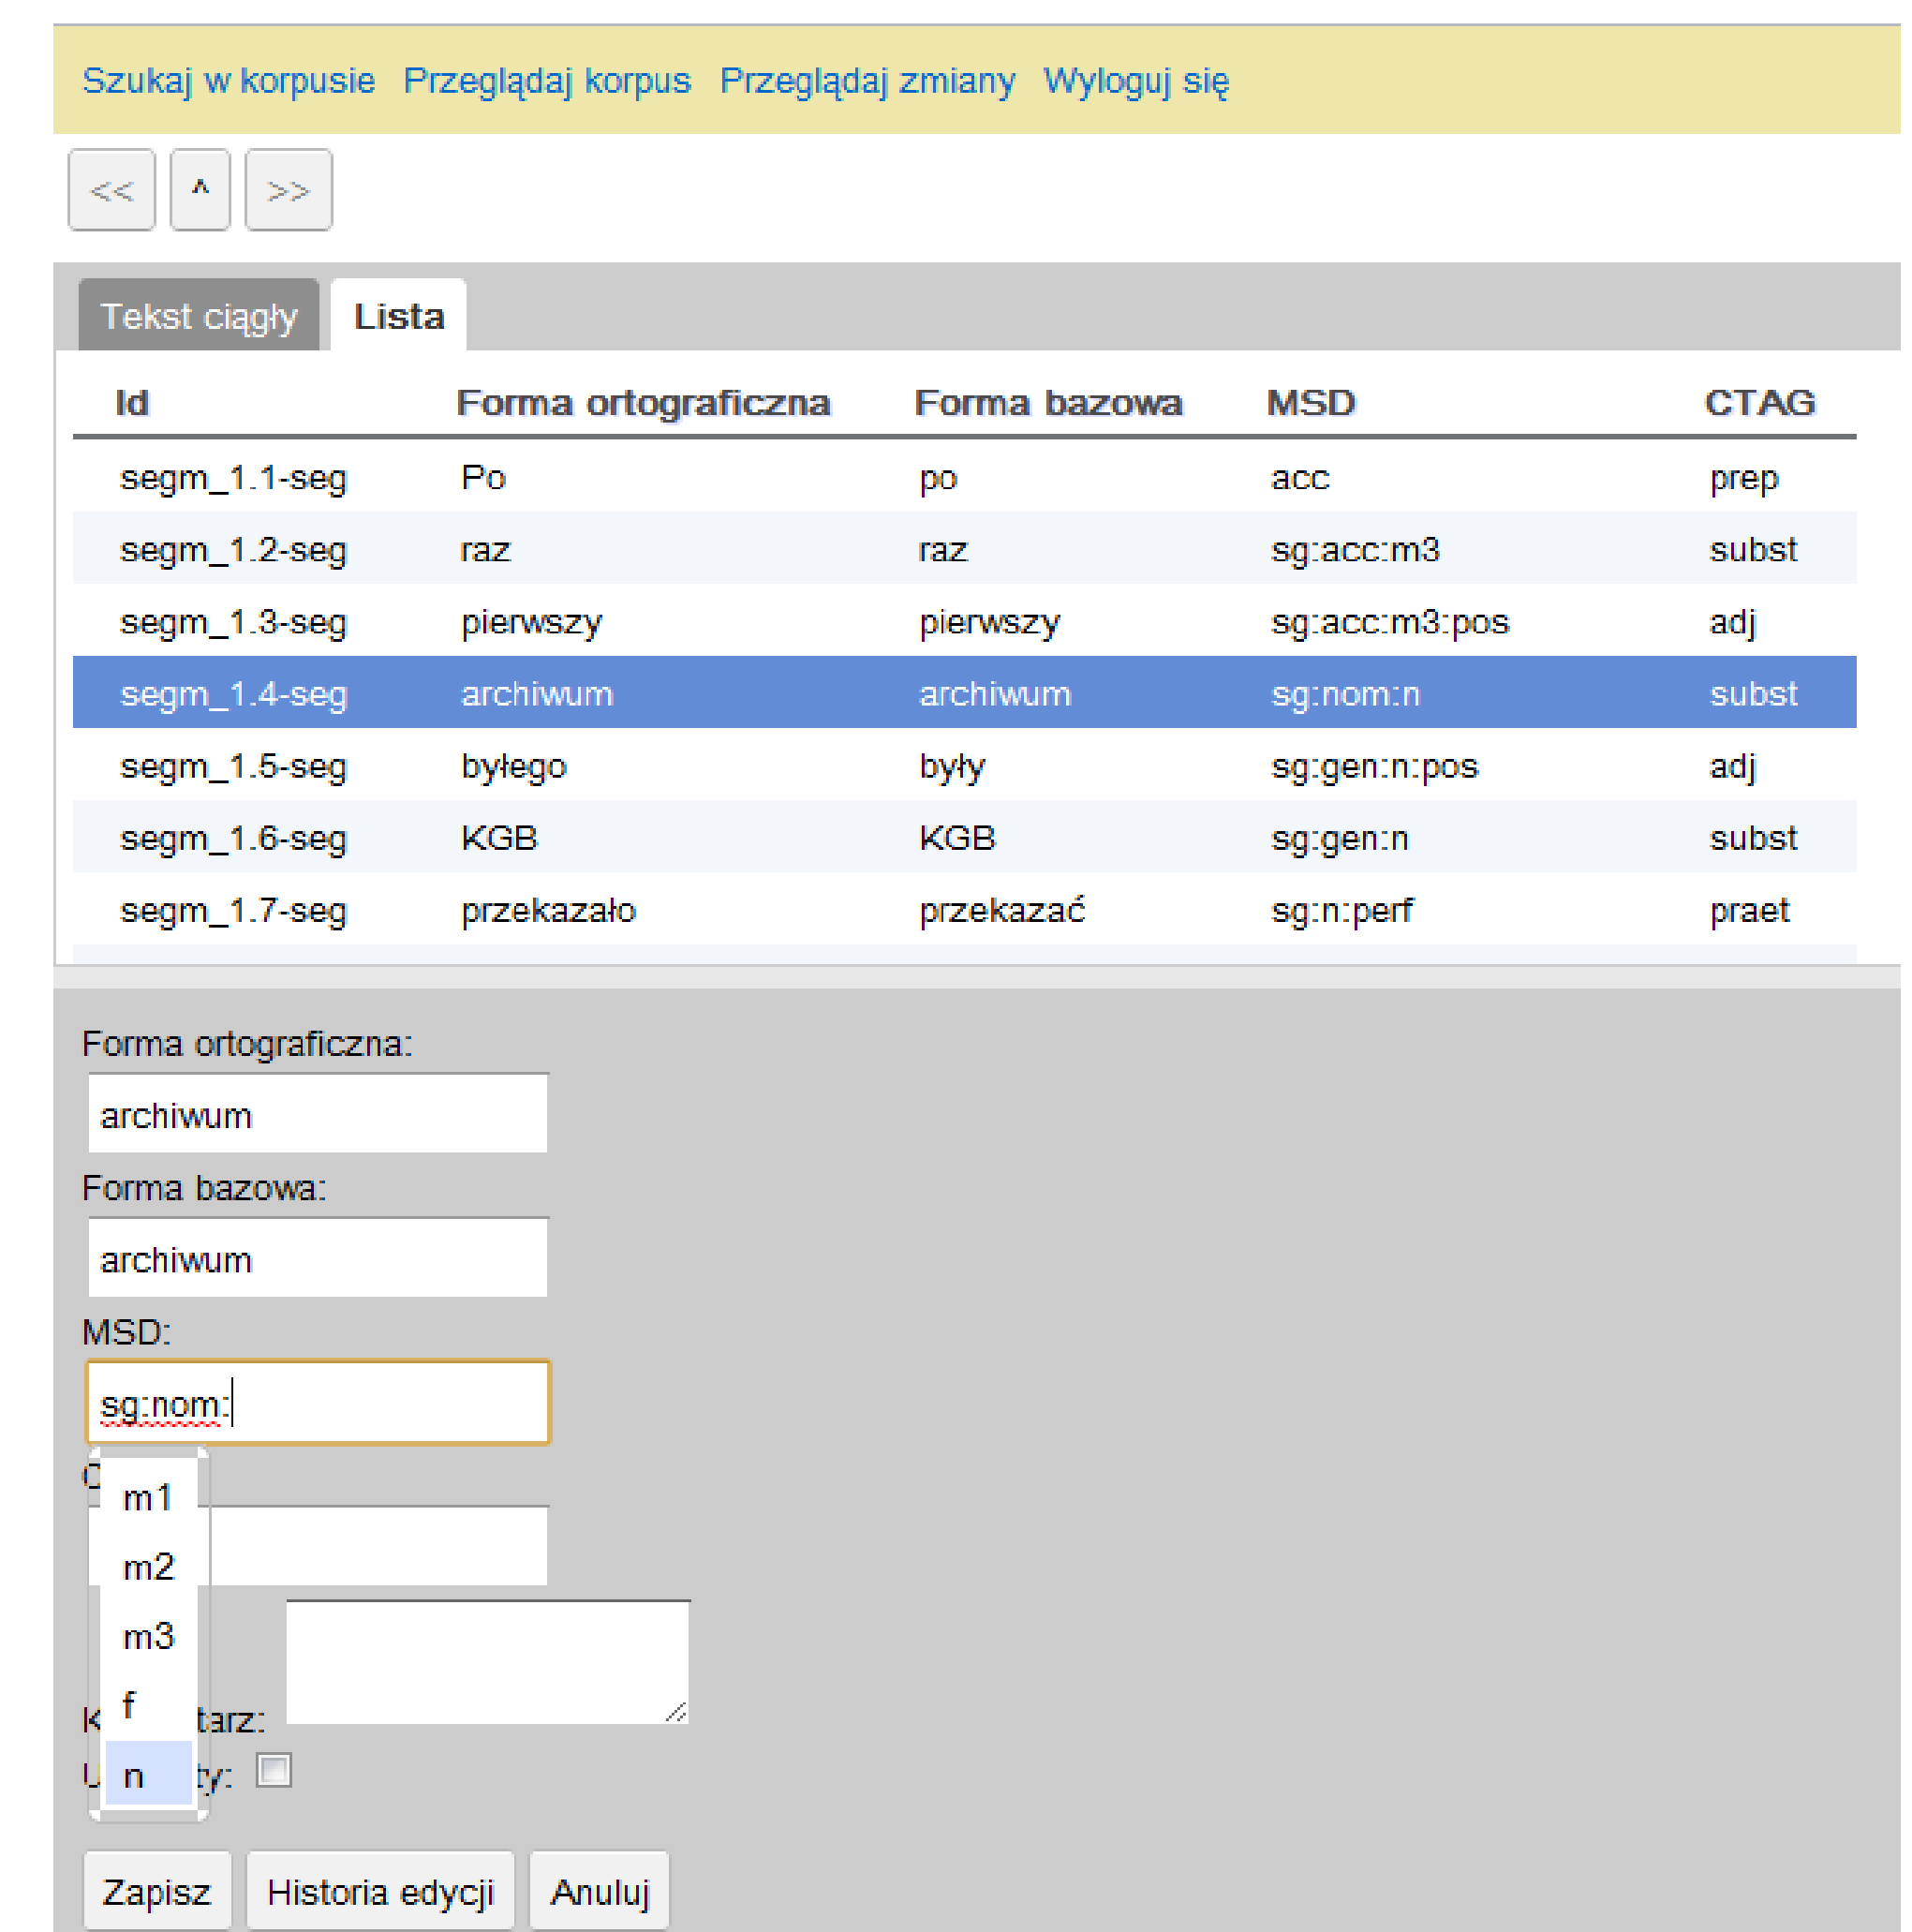 Szukaj w korpusie Przeglądaj korpus Przeglądaj zmiany Wyloguj się
<< ^ >>
Tekst ciągły Lista
Id Forma ortograficzna Forma bazowa MSD CTAG
segm_1.1-seg Po po acc prep
segm_1.2-seg raz raz sg:acc:m3 subst
segm_1.3-seg pierwszy pierwszy sg:acc:m3:pos adj
segm_1.4-seg archiwum archiwum sg:nom:n subst
segm_1.5-seg byłego były sg:gen:n:pos adj
segm_1.6-seg KGB KGB sg:gen:n subst
segm_1.7-seg przekazało przekazać sg:n:perf praet
Forma ortograficzna:
archiwum
Forma bazowa:
archiwum
MSD:
sg:nom:
m1
m2
m3
f
n
Zapisz Historia edycji Anuluj